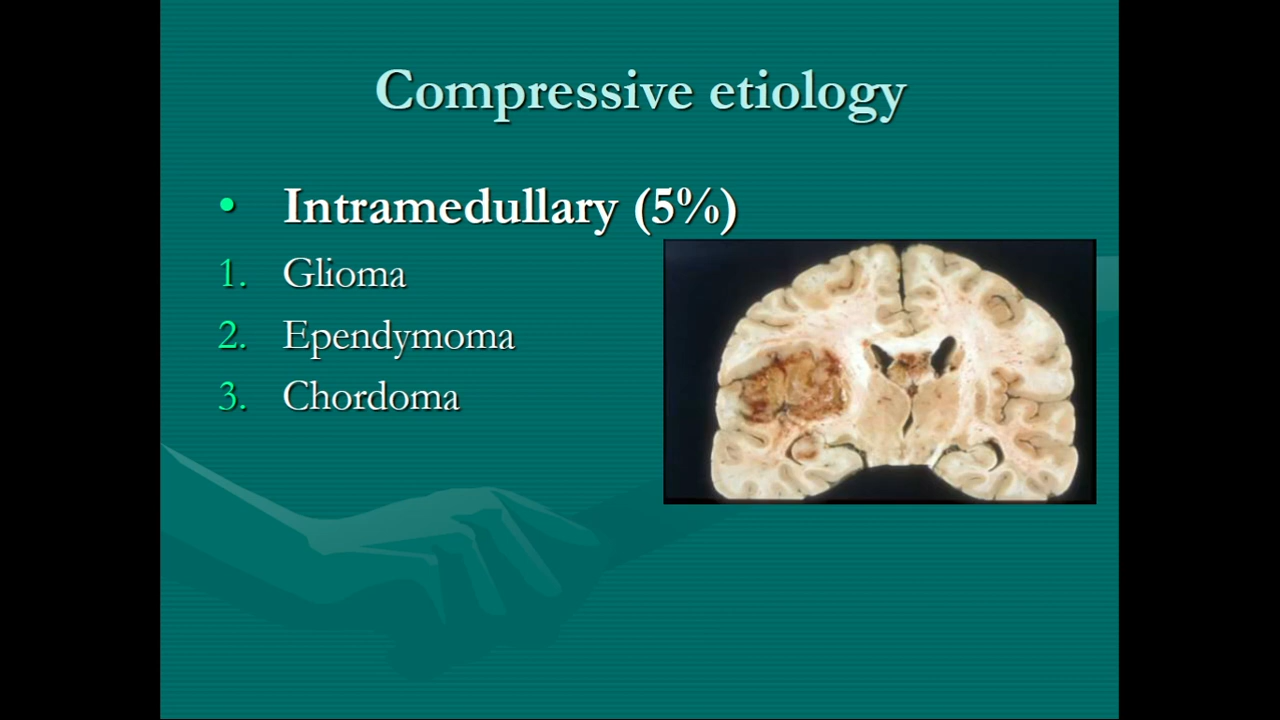 Compressive etiology
• Intramedullary (5%)
1. Glioma
2. Ependymoma
3. Chordoma